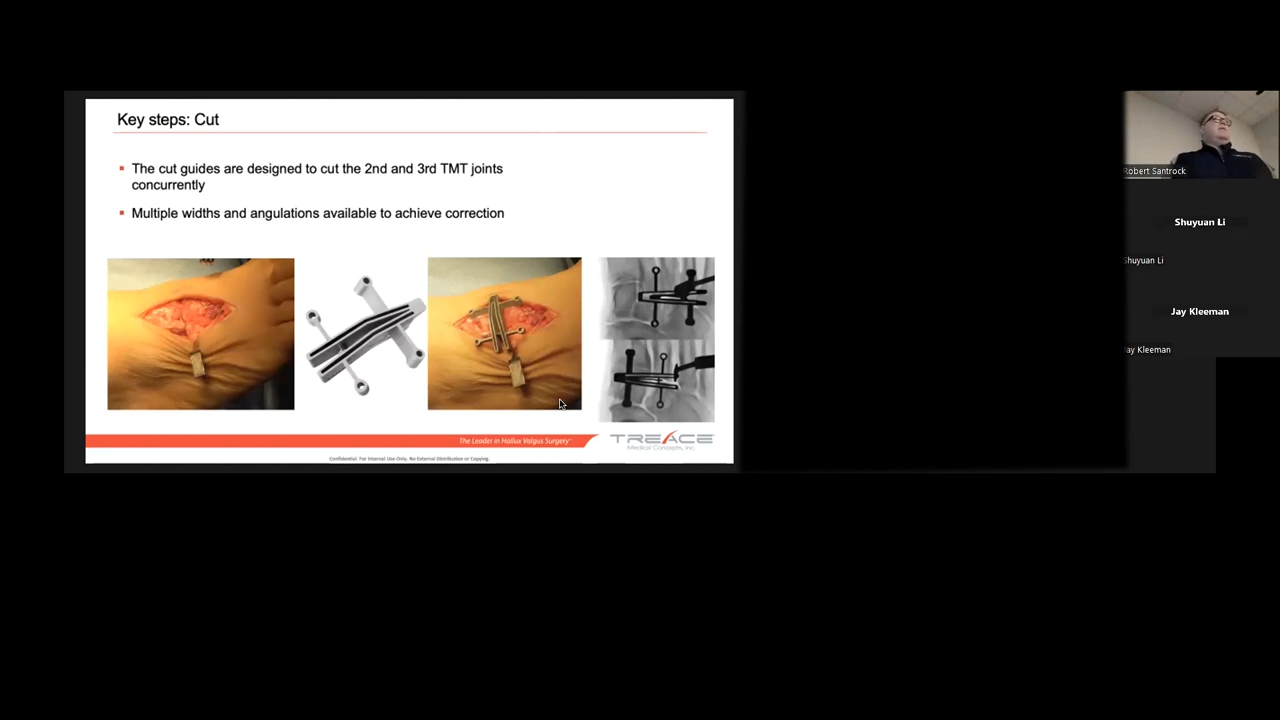 Key steps: Cut
The cut guides are designed to cut the 2nd and 3rd TMT joints
concurrently
Multiple widths and angulations available to achieve correction
The Leader in Hallux Valgus Surgery
TREACE
Medical Concepts, Inc.
Confidential. For Internal Use Only. No External Distribution or Copying.
Robert Santrock
Shuyuan Li
Shuyuan Li
Jay Kleeman
Jay Kleeman